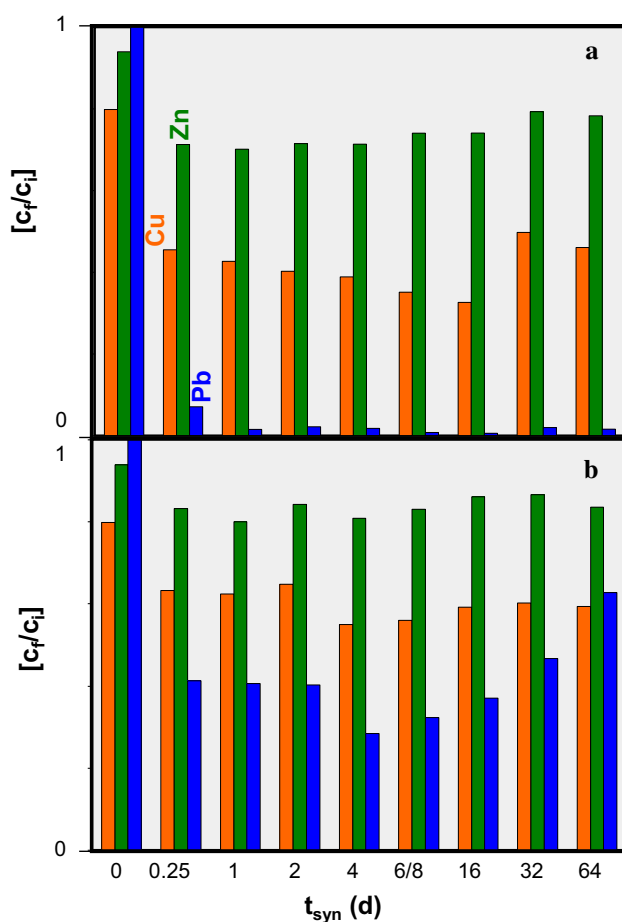 1
a
Zn
[c_f/c_i]
Cu
Pb
0
1
b
[c_f/c_i]
0
0 0.25 1 2 4 6/8 16 32 64
t_syn (d)